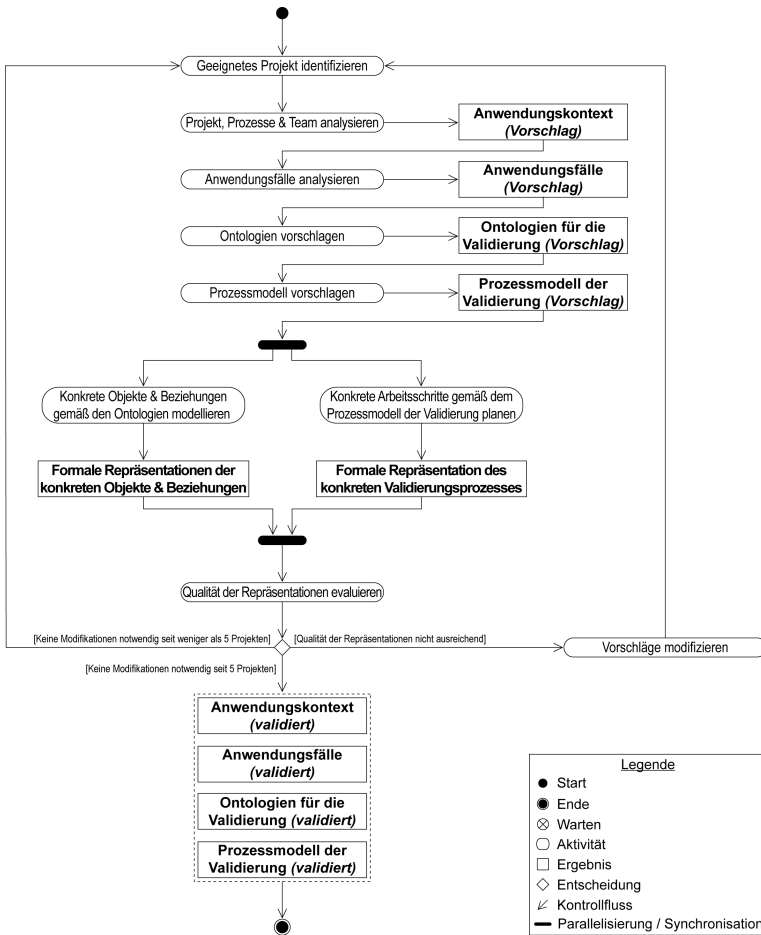 Geeignetes Projekt identifizieren
Projekt, Prozesse & Team analysieren
Anwendungskontext
(Vorschlag)
Anwendungsfälle analysieren
Anwendungsfälle
(Vorschlag)
Ontologien vorschlagen
Ontologien für die
Validierung (Vorschlag)
Prozessmodell vorschlagen
Prozessmodell der
Validierung (Vorschlag)
Konkrete Objekte & Beziehungen
gemäß den Ontologien modellieren
Konkrete Arbeitsschritte gemäß dem
Prozessmodell der Validierung planen
Formale Repräsentationen der
konkreten Objekte & Beziehungen
Formale Repräsentation des
konkreten Validierungsprozesses
Qualität der Repräsentationen evaluieren
[Keine Modifikationen notwendig seit weniger als 5 Projekten]
[Qualität der Repräsentationen nicht ausreichend]
Vorschläge modifizieren
[Keine Modifikationen notwendig seit 5 Projekten]
Anwendungskontext
(validiert)
Anwendungsfälle
(validiert)
Ontologien für die
Validierung (validiert)
Prozessmodell der
Validierung (validiert)
Legende
Start
Ende
Warten
Aktivität
Ergebnis
Entscheidung
Kontrollfluss
Parallelisierung / Synchronisation